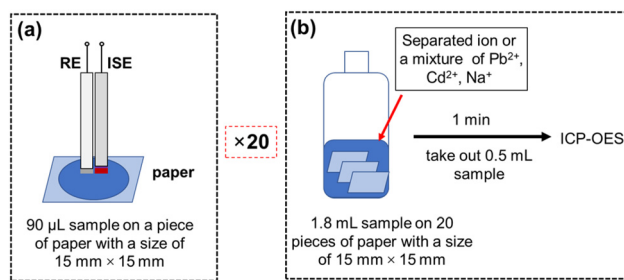 (a)
RE ISE
paper
90 µL sample on a piece
of paper with a size of
15 mm × 15 mm
×20
(b)
Separated ion or
a mixture of Pb²⁺,
Cd²⁺, Na⁺
1 min
take out 0.5 mL
sample
ICP-OES
1.8 mL sample on 20
pieces of paper with a size
of 15 mm × 15 mm